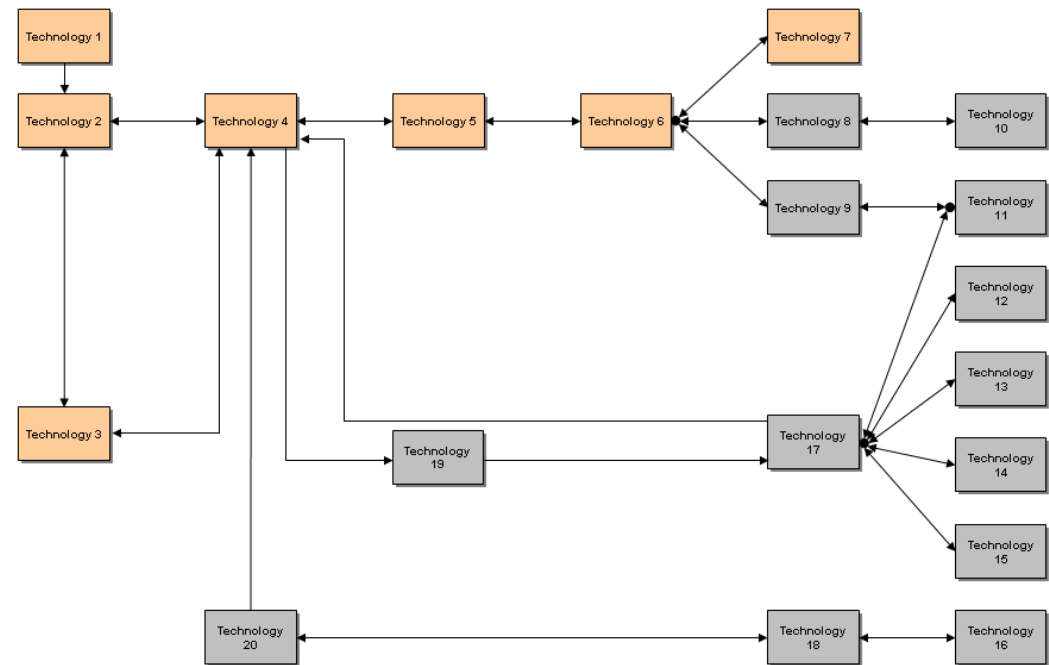 Technology 1
Technology 7
Technology 2
Technology 4
Technology 5
Technology 6
Technology 8
Technology
10
Technology 9
Technology
11
Technology
12
Technology
13
Technology 3
Technology
19
Technology
17
Technology
14
Technology
15
Technology
20
Technology
18
Technology
16